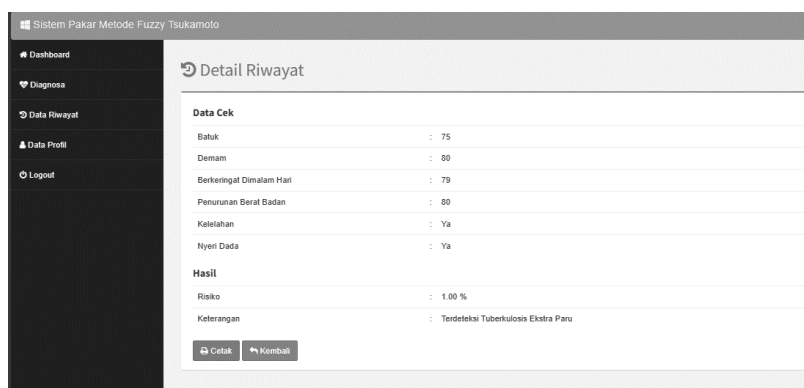 Sistem Pakar Metode Fuzzy Tsukamoto
Dashboard
Diagnosa
Data Riwayat
Data Profil
Logout
Detail Riwayat
Data Cek
Batuk : 75
Demam : 80
Berkeringat Dimalam Hari : 79
Penurunan Berat Badan : 80
Kelelahan : Ya
Nyeri Dada : Ya
Hasil
Risiko : 1.00 %
Keterangan : Terdeteksi Tuberkulosis Ekstra Paru
Cetak Kembali